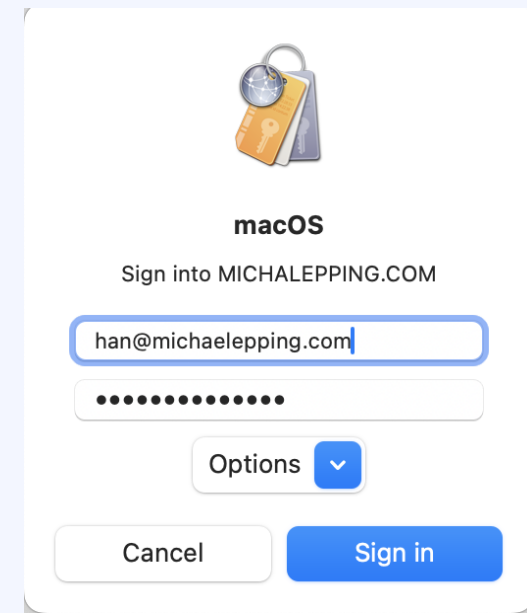 macOS
Sign into MICHALEPPING.COM
han@michaelepping.com
••••••••••••••
Options
Cancel
Sign in